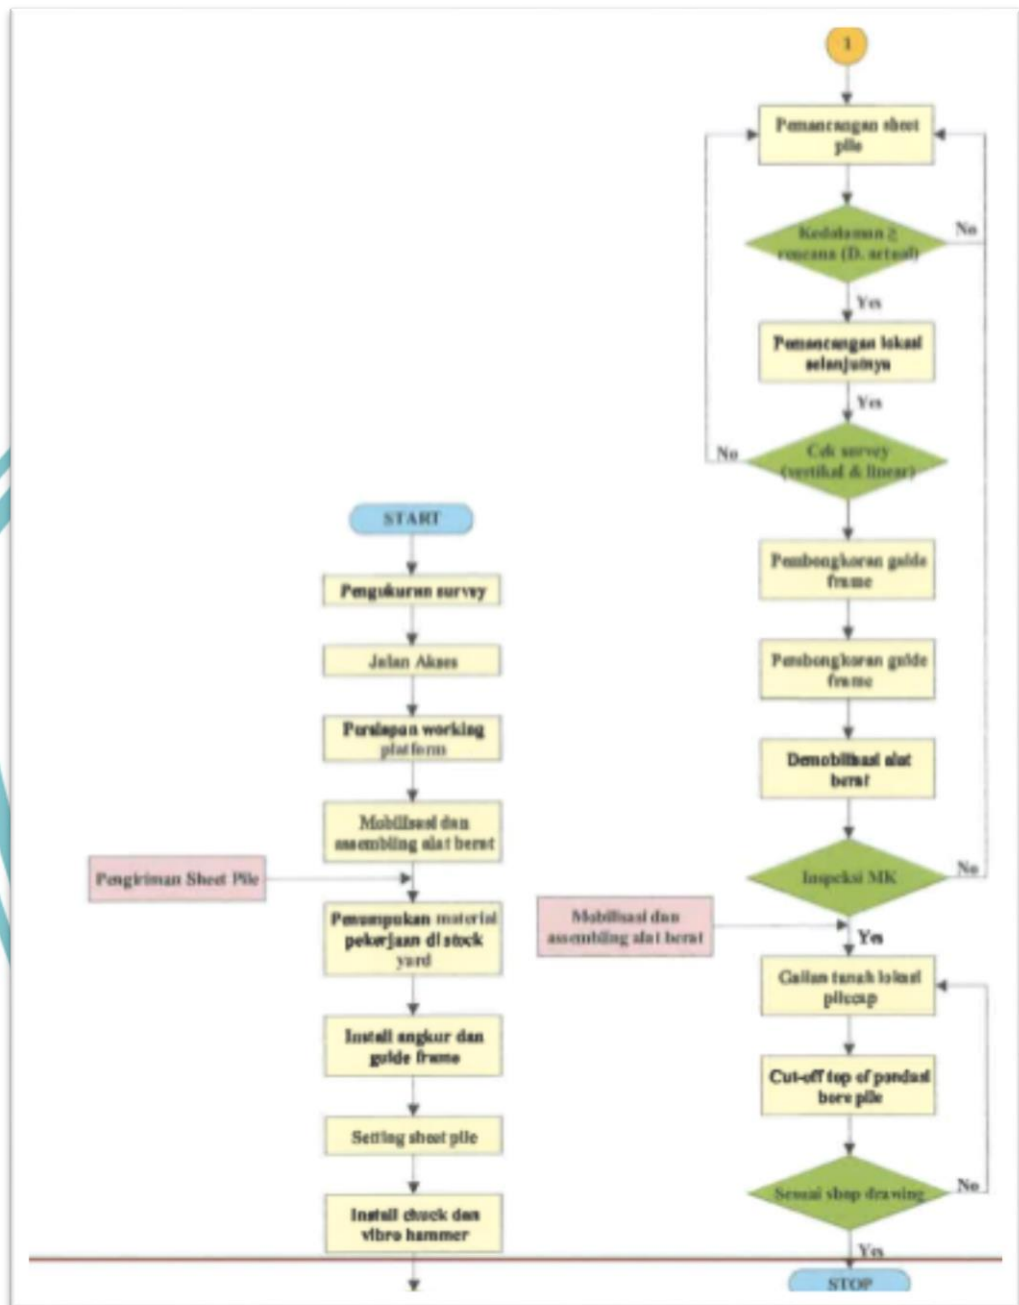 START
Pengukuran survey
Jalan Akses
Persiapan working
platform
Mobilisasi dan
assembling alat berat
Pengiriman Sheet Pile
Penumpukan material
pekerjaan di stock
yard
Install angkur dan
guide frame
Setting sheet pile
Install chuck dan
vibro hammer
1
Pemancangan sheet
pile
Kedalaman ≥
rencana (D. actual)
No
Yes
Pemancangan lokasi
selanjutnya
Yes
Cek survey
(vertikal & linear)
No
Pembongkaran guide
frame
Pembongkaran guide
frame
Demobilisasi alat
berat
Inspeksi MK
No
Mobilisasi dan
assembling alat berat
Yes
Galian tanah lokasi
pilecap
Cut-off top of pondasi
bore pile
Sesuai shop drawing
No
Yes
STOP